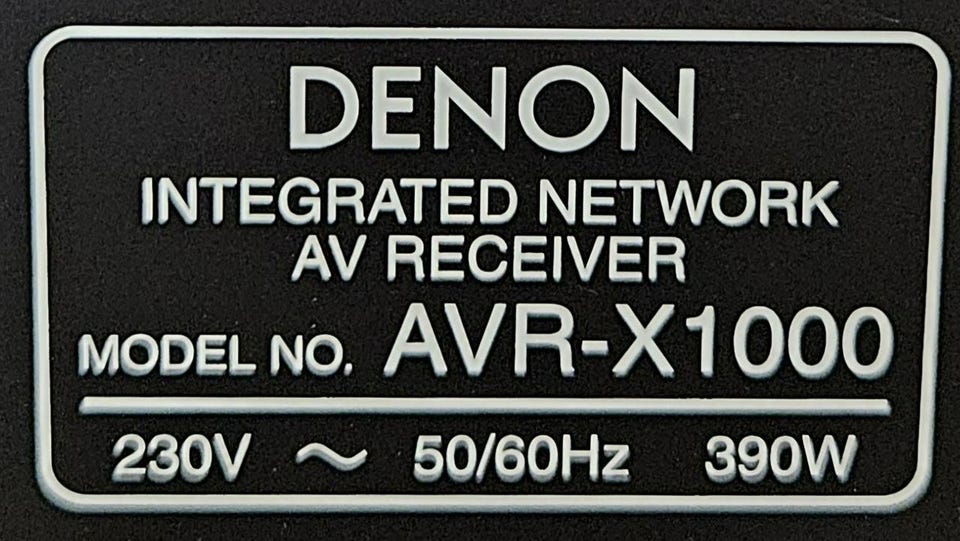 DENON
INTEGRATED NETWORK
AV RECEIVER
MODEL NO. AVR-X1000
230V ~ 50/60Hz 390W